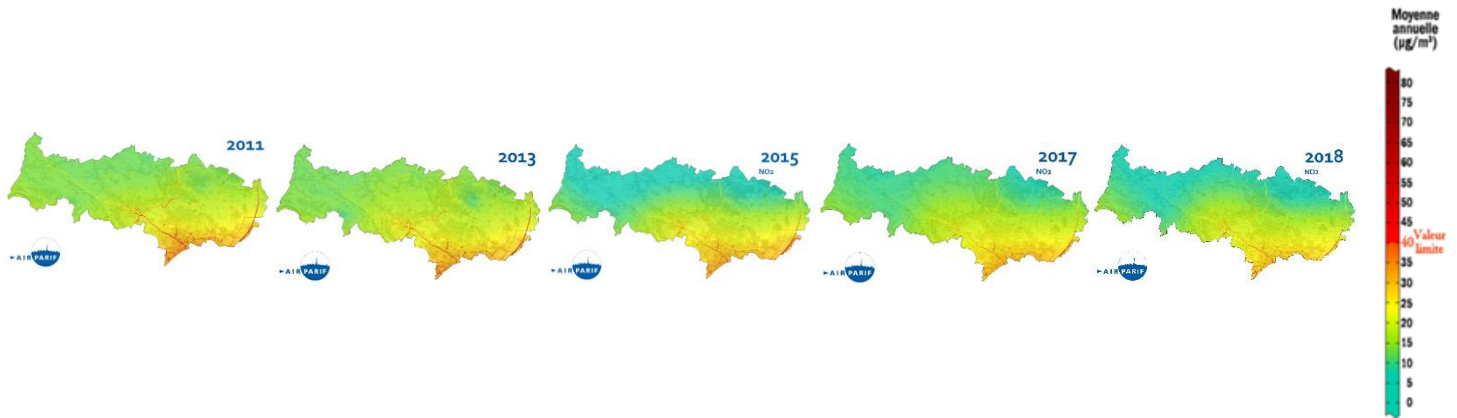 Moyenne
annuelle
(µg/m³)
2011
2013
2015
NO₂
2017
NO₂
2018
NO₂
AIRPARIF
AIRPARIF
AIRPARIF
AIRPARIF
AIRPARIF
80
75
70
65
60
55
50
45
40 Valeur
limite
35
30
25
20
15
10
5
0